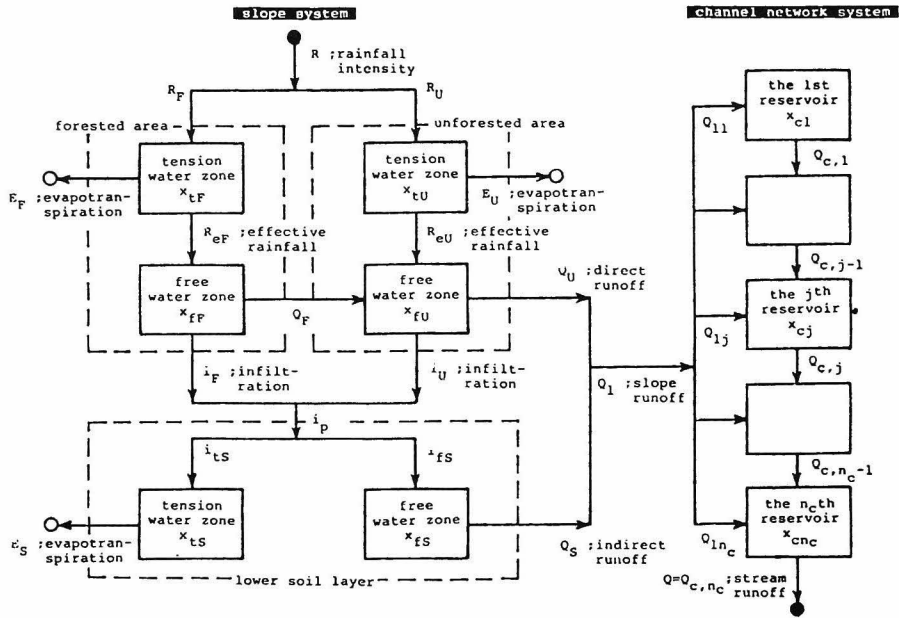 slope system
channel network system
R ;rainfall
intensity
R_F
R_U
forested area
unforested area
tension
water zone
x_tF
tension
water zone
x_tU
E_F ;evapotran-
spiration
E_U ;evapotran-
spiration
R_eF ;effective
rainfall
R_eU ;effective
rainfall
free
water zone
x_fF
Q_F
free
water zone
x_fU
Q_U ;direct
runoff
i_F ;infilt-
ration
i_U ;infilt-
ration
Q_l ;slope
runoff
i_p
i_tS
i_fS
tension
water zone
x_tS
free
water zone
x_fS
E_S ;evapotran-
spiration
Q_S ;indirect
runoff
lower soil layer
the 1st
reservoir
x_c1
Q_l1
Q_c,1
Q_c,j-1
the jth
reservoir
x_cj
Q_lj
Q_c,j
Q_c,n_c-1
the n_cth
reservoir
x_cn_c
Q_ln_c
Q=Q_c,n_c ;stream
runoff